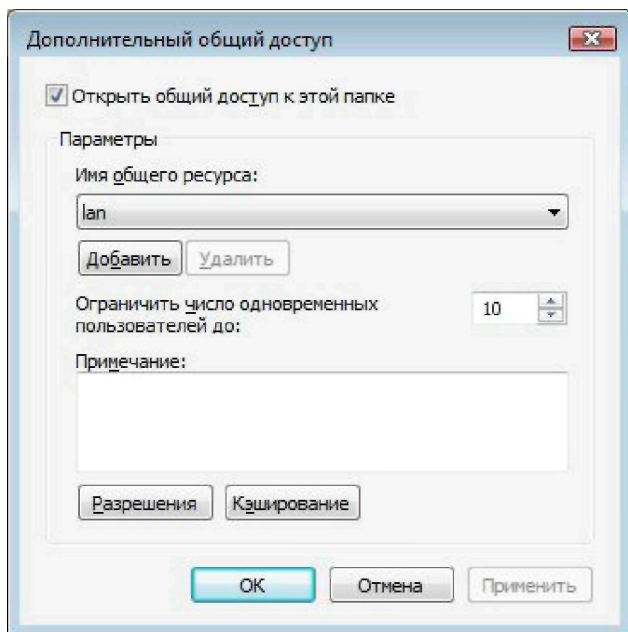 Дополнительный общий доступ
Открыть общий доступ к этой папке
Параметры
Имя общего ресурса:
lan
Добавить Удалить
Ограничить число одновременных 10
пользователей до:
Примечание:
Разрешения Кэширование
ОК Отмена Применить